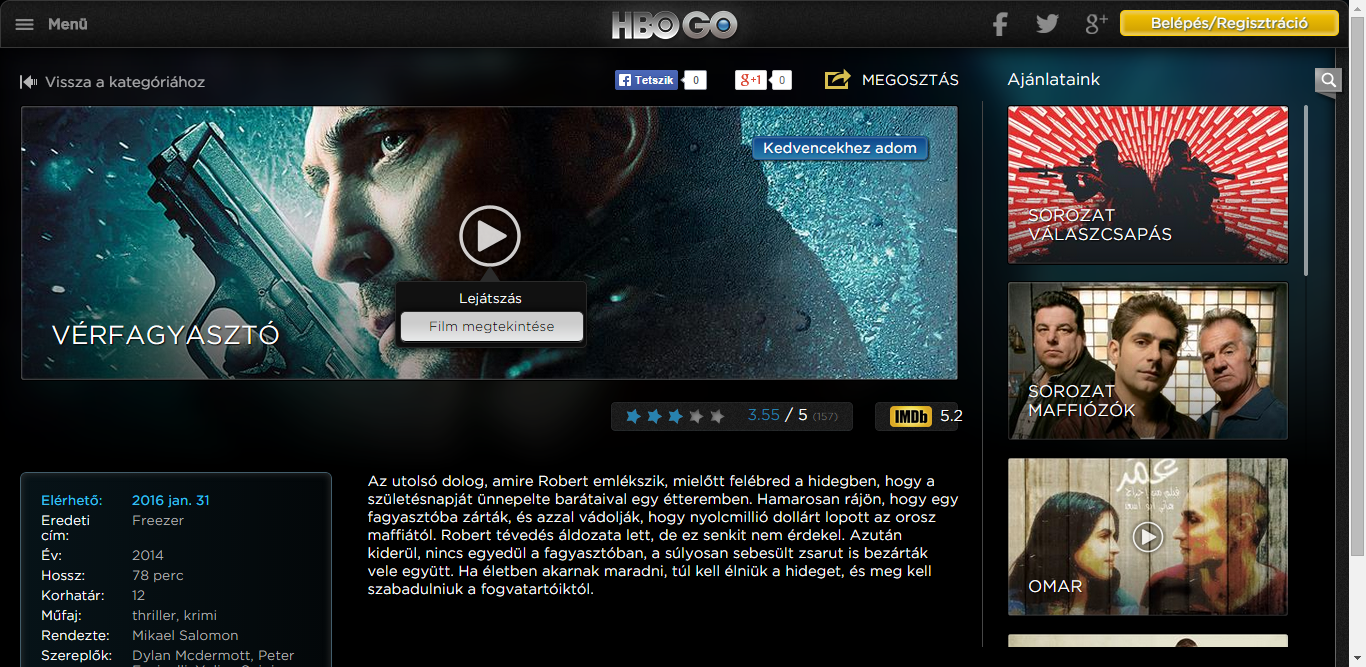 Menü
HBO GO
Belépés/Regisztráció
Vissza a kategóriához
Tetszik
0
g+1
0
MEGOSZTÁS
Ajánlataink
Kedvencekhez adom
Lejátszás
Film megtekintése
VÉRFAGYASZTÓ
3.55 / 5 (157)
IMDb 5.2
Elérhető: 2016 jan. 31
Eredeti cím: Freezer
Év: 2014
Hossz: 78 perc
Korhatár: 12
Műfaj: thriller, krimi
Rendezte: Mikael Salomon
Szereplők: Dylan Mcdermott, Peter
Az utolsó dolog, amire Robert emlékszik, mielőtt felébred a hidegben, hogy a
születésnapját ünnepelte barátaival egy étteremben. Hamarosan rájön, hogy egy
fagyasztóba zárták, és azzal vádolják, hogy nyolcmillió dollárt lopott az orosz
maffiától. Robert tévedés áldozata lett, de ez senkit nem érdekel. Azután
kiderül, nincs egyedül a fagyasztóban, a súlyosan sebesült zsarut is bezárták
vele együtt. Ha életben akarnak maradni, túl kell élniük a hideget, és meg kell
szabadulniuk a fogvatartóiktól.
SOROZAT
VÁLASZCSAPÁS
SOROZAT
MAFFIÓZÓK
عمر
OMAR